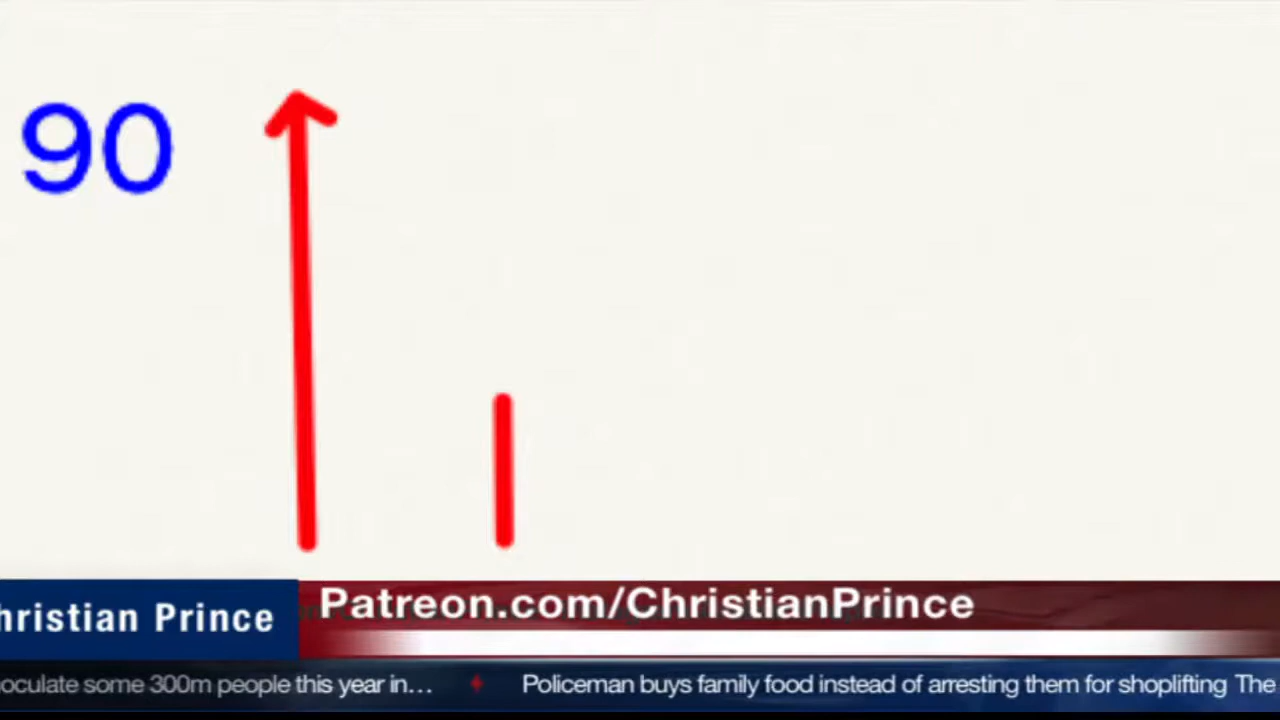 90
Patreon.com/ChristianPrince
hristian Prince
oculate some 300m people this year in… Policeman buys family food instead of arresting them for shoplifting The